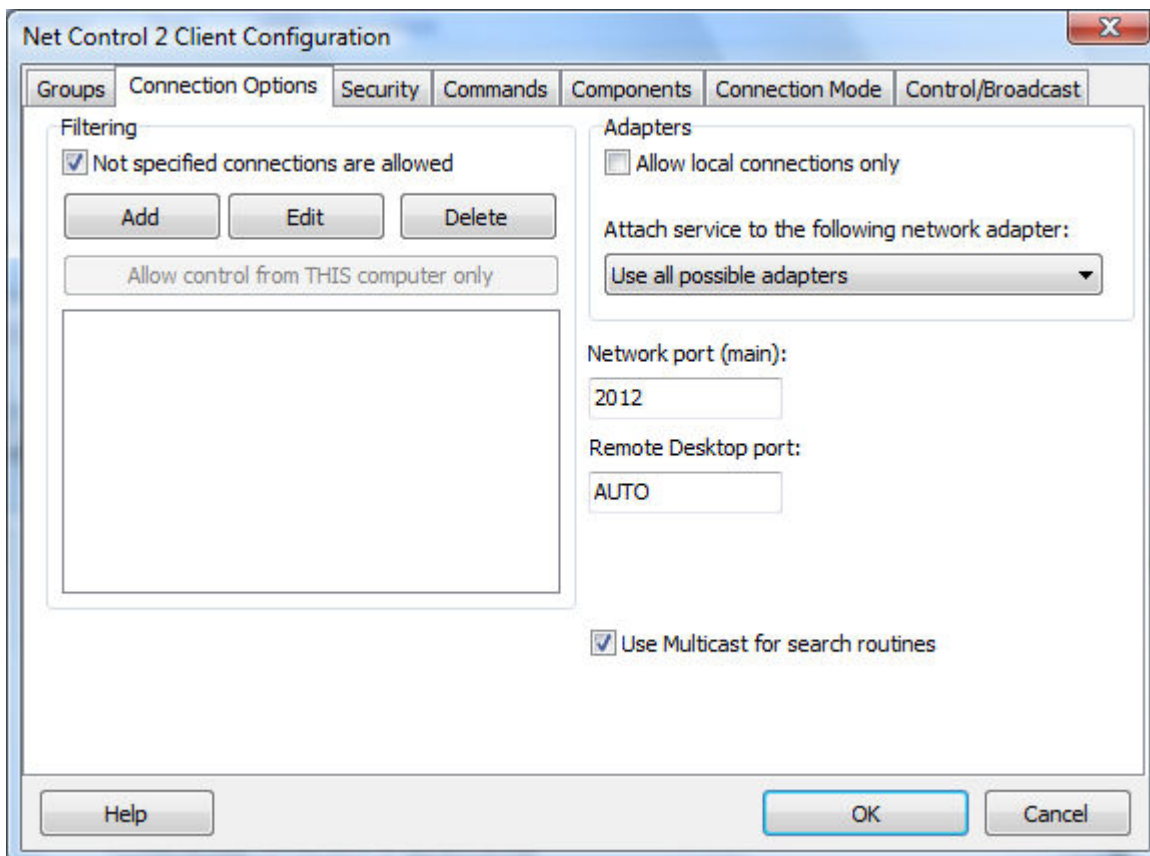 Net Control 2 Client Configuration
Groups Connection Options Security Commands Components Connection Mode Control/Broadcast
Filtering
Not specified connections are allowed
Add Edit Delete
Allow control from THIS computer only
Adapters
Allow local connections only
Attach service to the following network adapter:
Use all possible adapters
Network port (main):
2012
Remote Desktop port:
AUTO
Use Multicast for search routines
Help OK Cancel